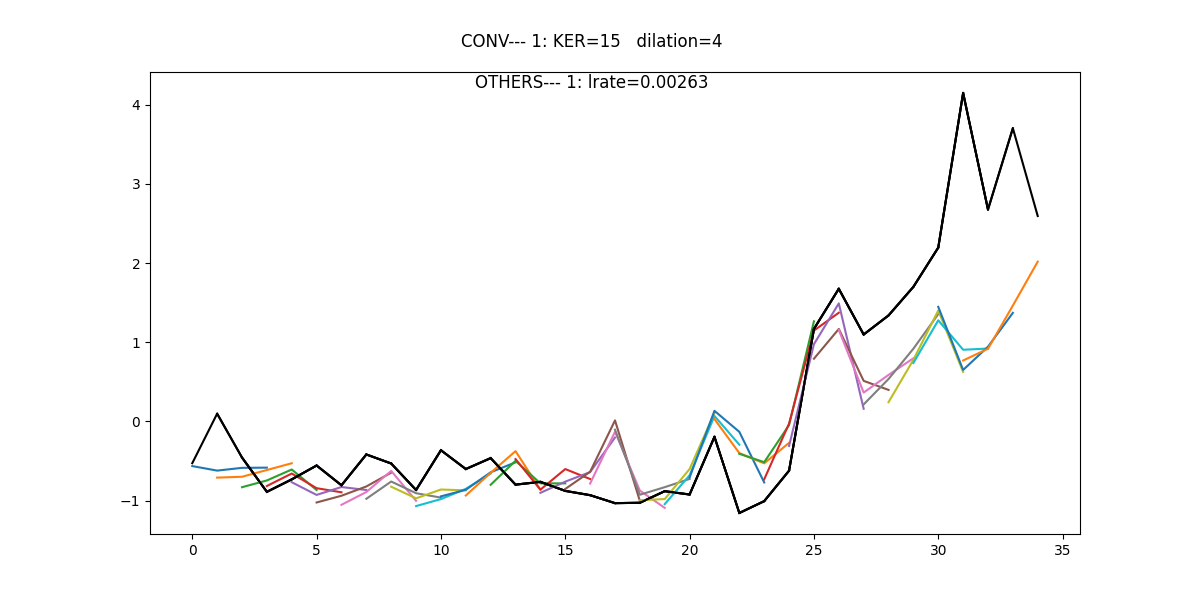 CONV--- 1: KER=15   dilation=4
OTHERS--- 1: lrate=0.00263
4
3
2
1
0
−1
0 5 10 15 20 25 30 35